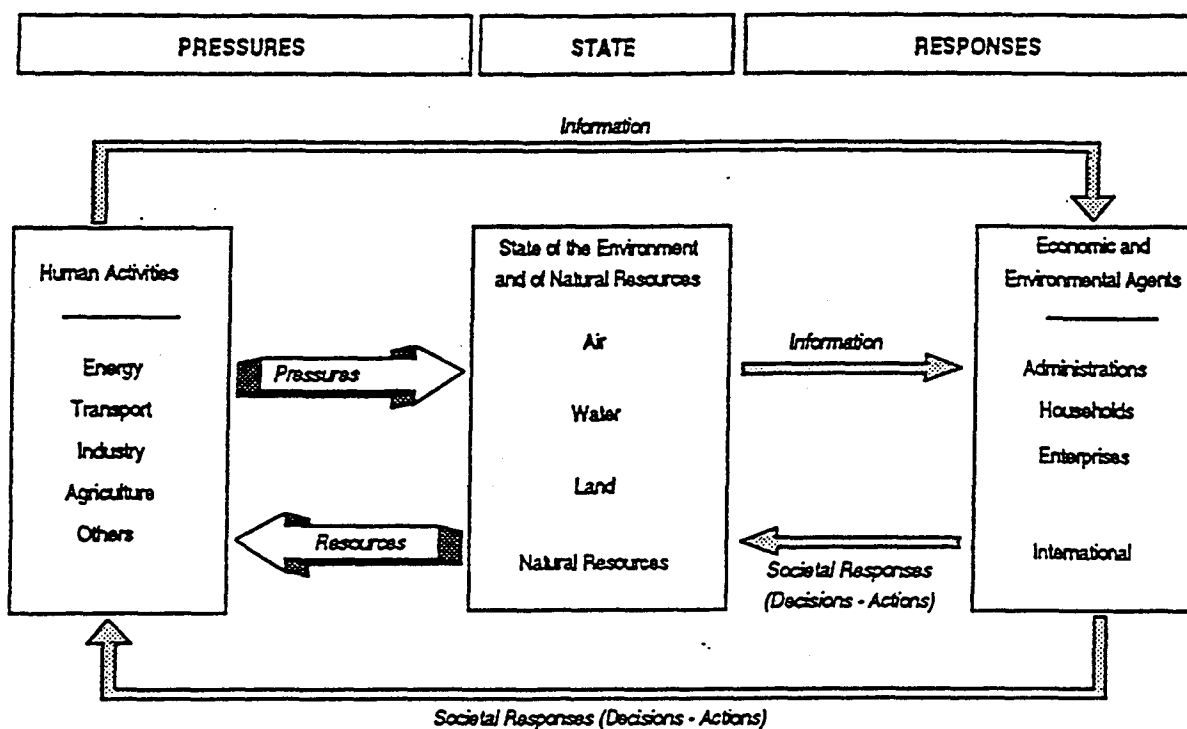 PRESSURES
STATE
RESPONSES
Information
Human Activities
Energy
Transport
Industry
Agriculture
Others
Pressures
Resources
State of the Environment
and of Natural Resources
Air
Water
Land
Natural Resources
Information
Societal Responses
(Decisions - Actions)
Economic and
Environmental Agents
Administrations
Households
Enterprises
International
Societal Responses (Decisions - Actions)